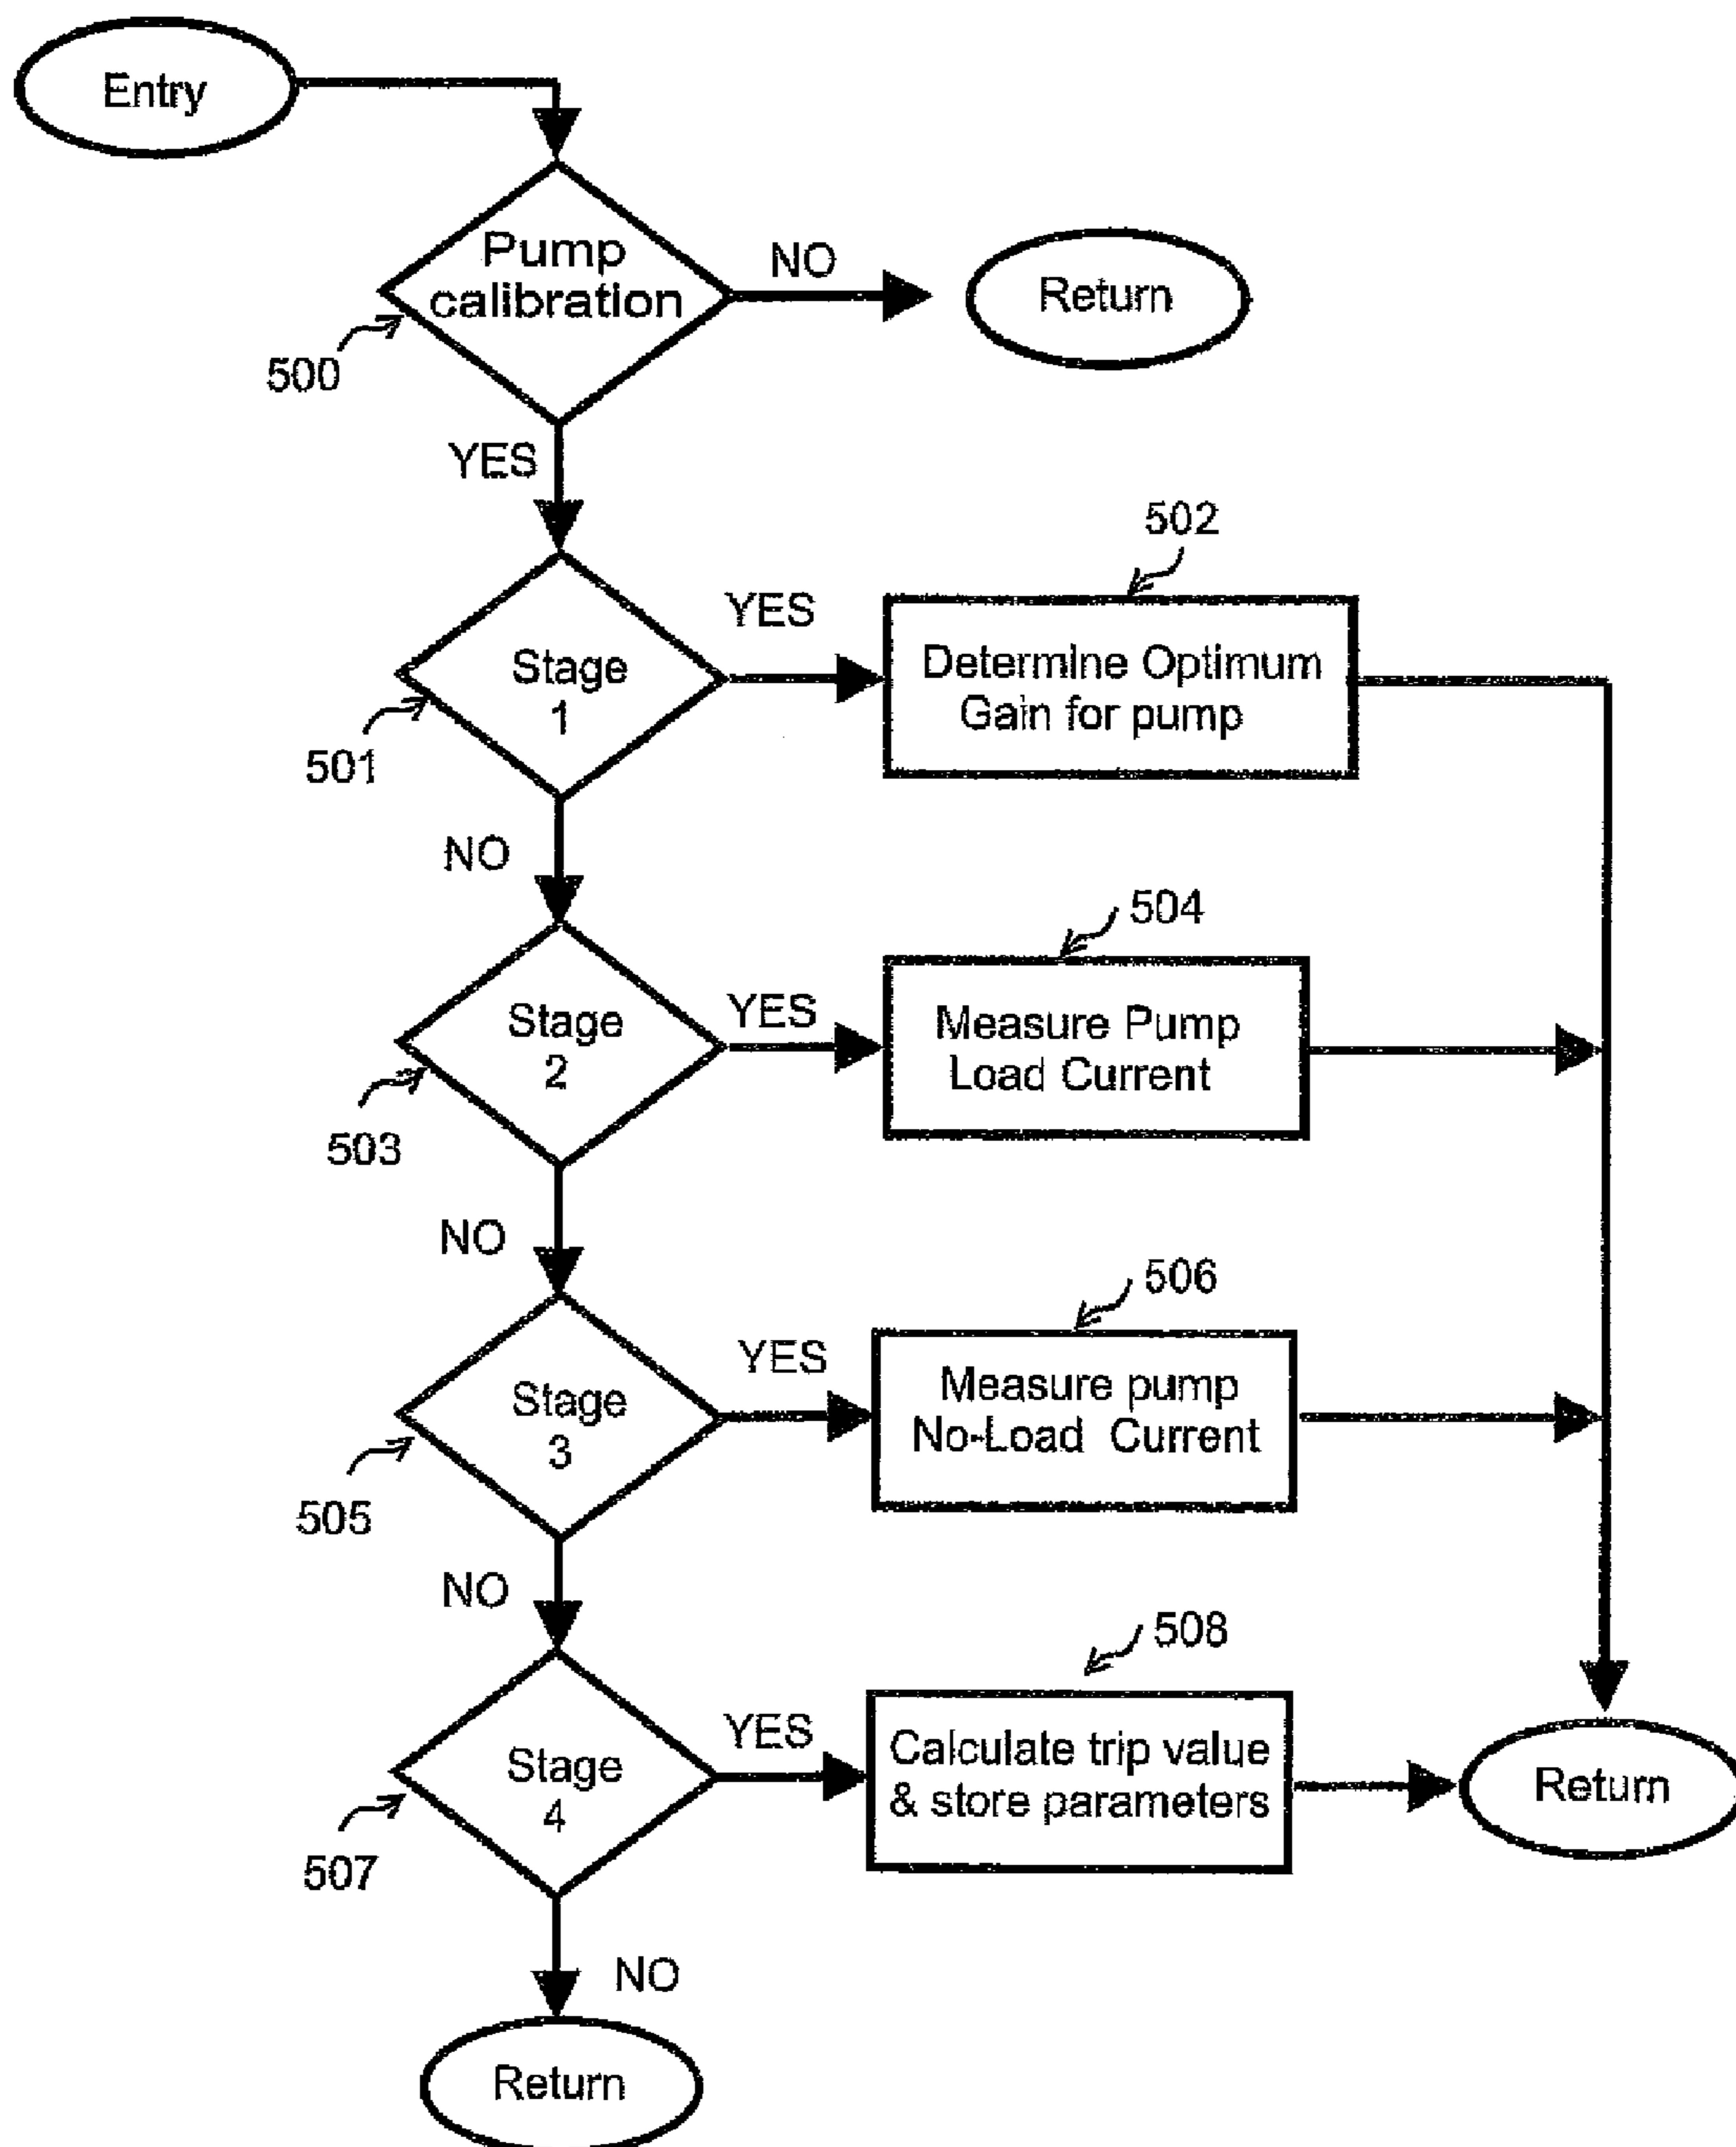 Entry
Pump
calibration
NO
Return
500
YES
502
Stage
1
YES
Determine Optimum
Gain for pump
501
NO
504
Stage
2
YES
Measure Pump
Load Current
503
NO
506
Stage
3
YES
Measure pump
No-Load Current
505
NO
508
Stage
4
YES
Calculate trip value
& store parameters
Return
507
NO
Return